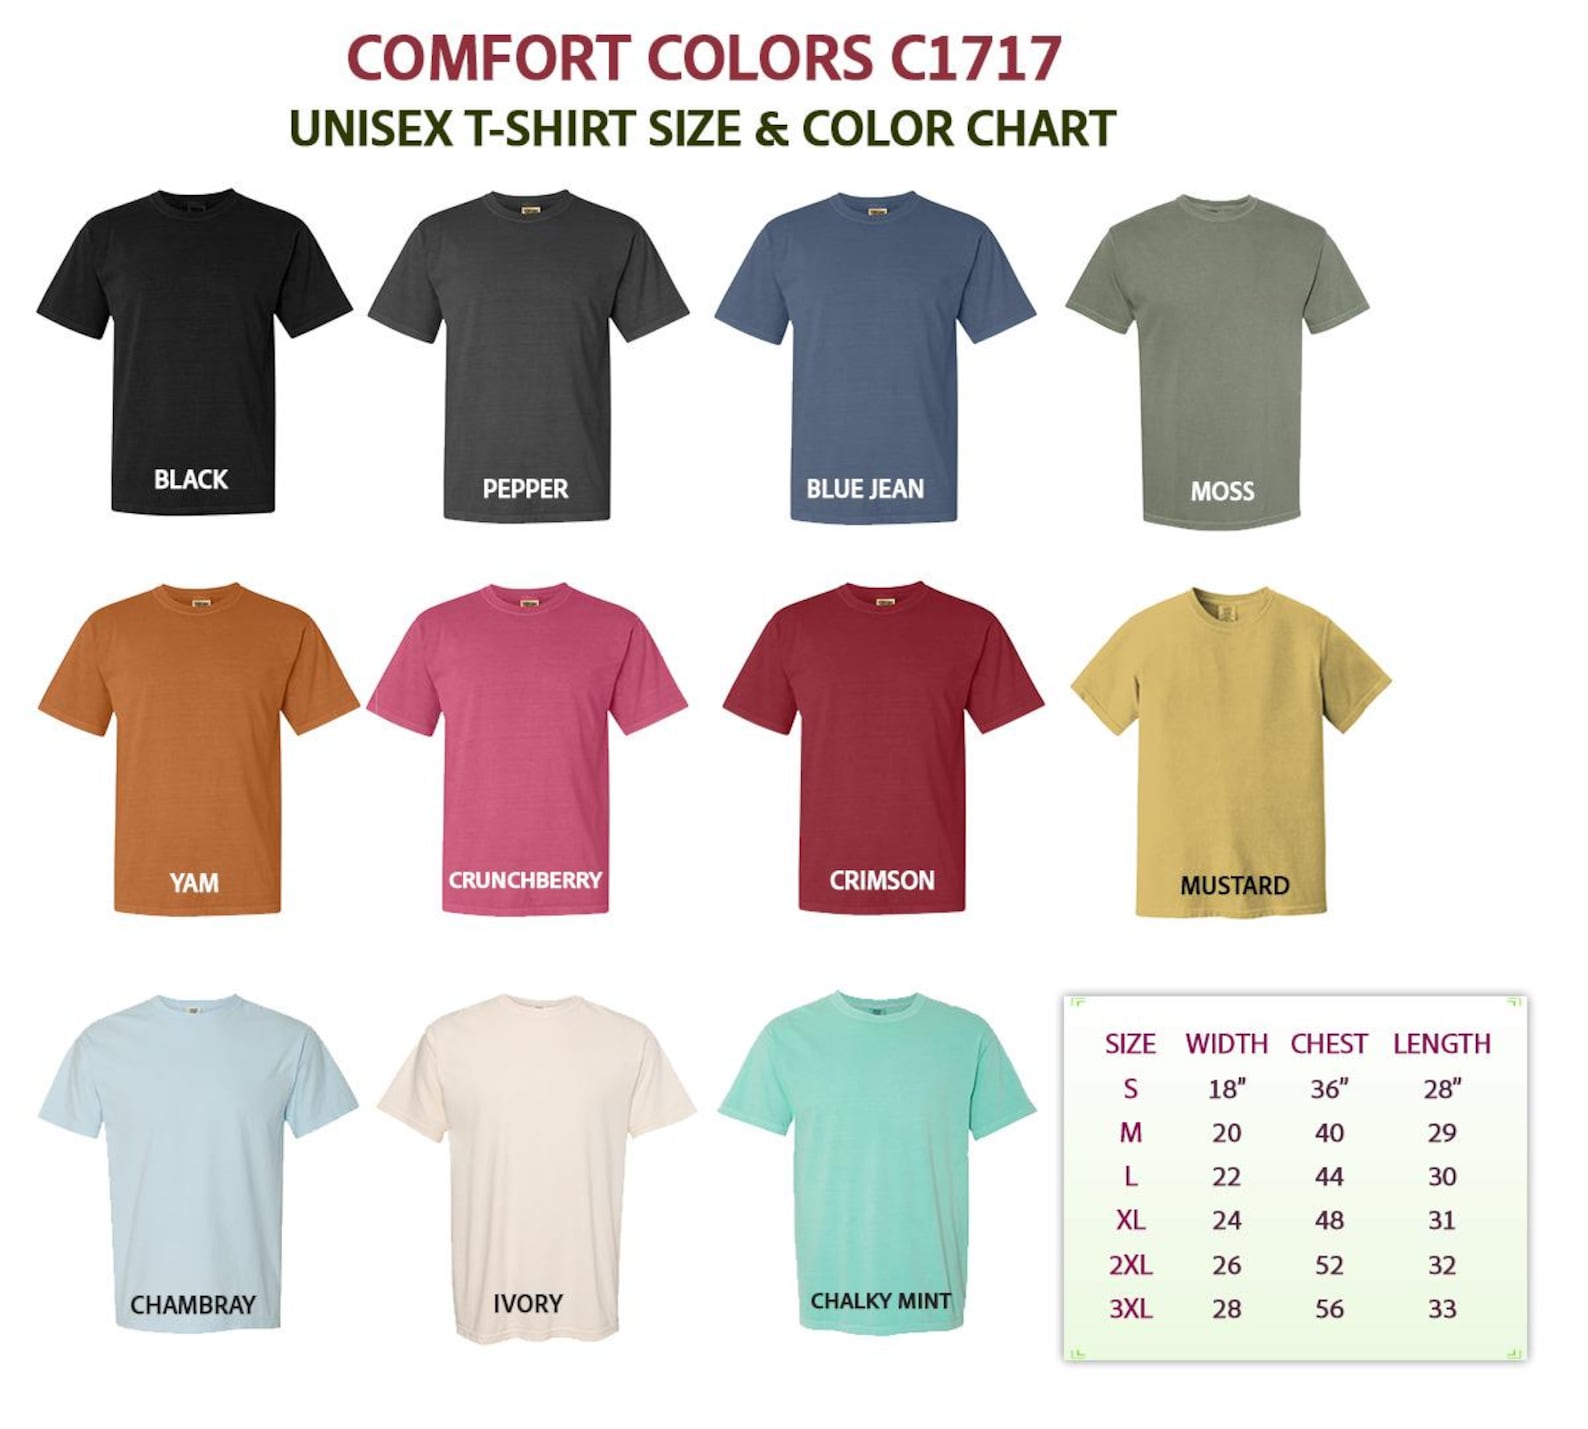 COMFORT COLORS C1717
UNISEX T-SHIRT SIZE & COLOR CHART
BLACK
PEPPER
BLUE JEAN
MOSS
YAM
CRUNCHBERRY
CRIMSON
MUSTARD
CHAMBRAY
IVORY
CHALKY MINT
SIZE WIDTH CHEST LENGTH
S 18” 36” 28”
M 20 40 29
L 22 44 30
XL 24 48 31
2XL 26 52 32
3XL 28 56 33